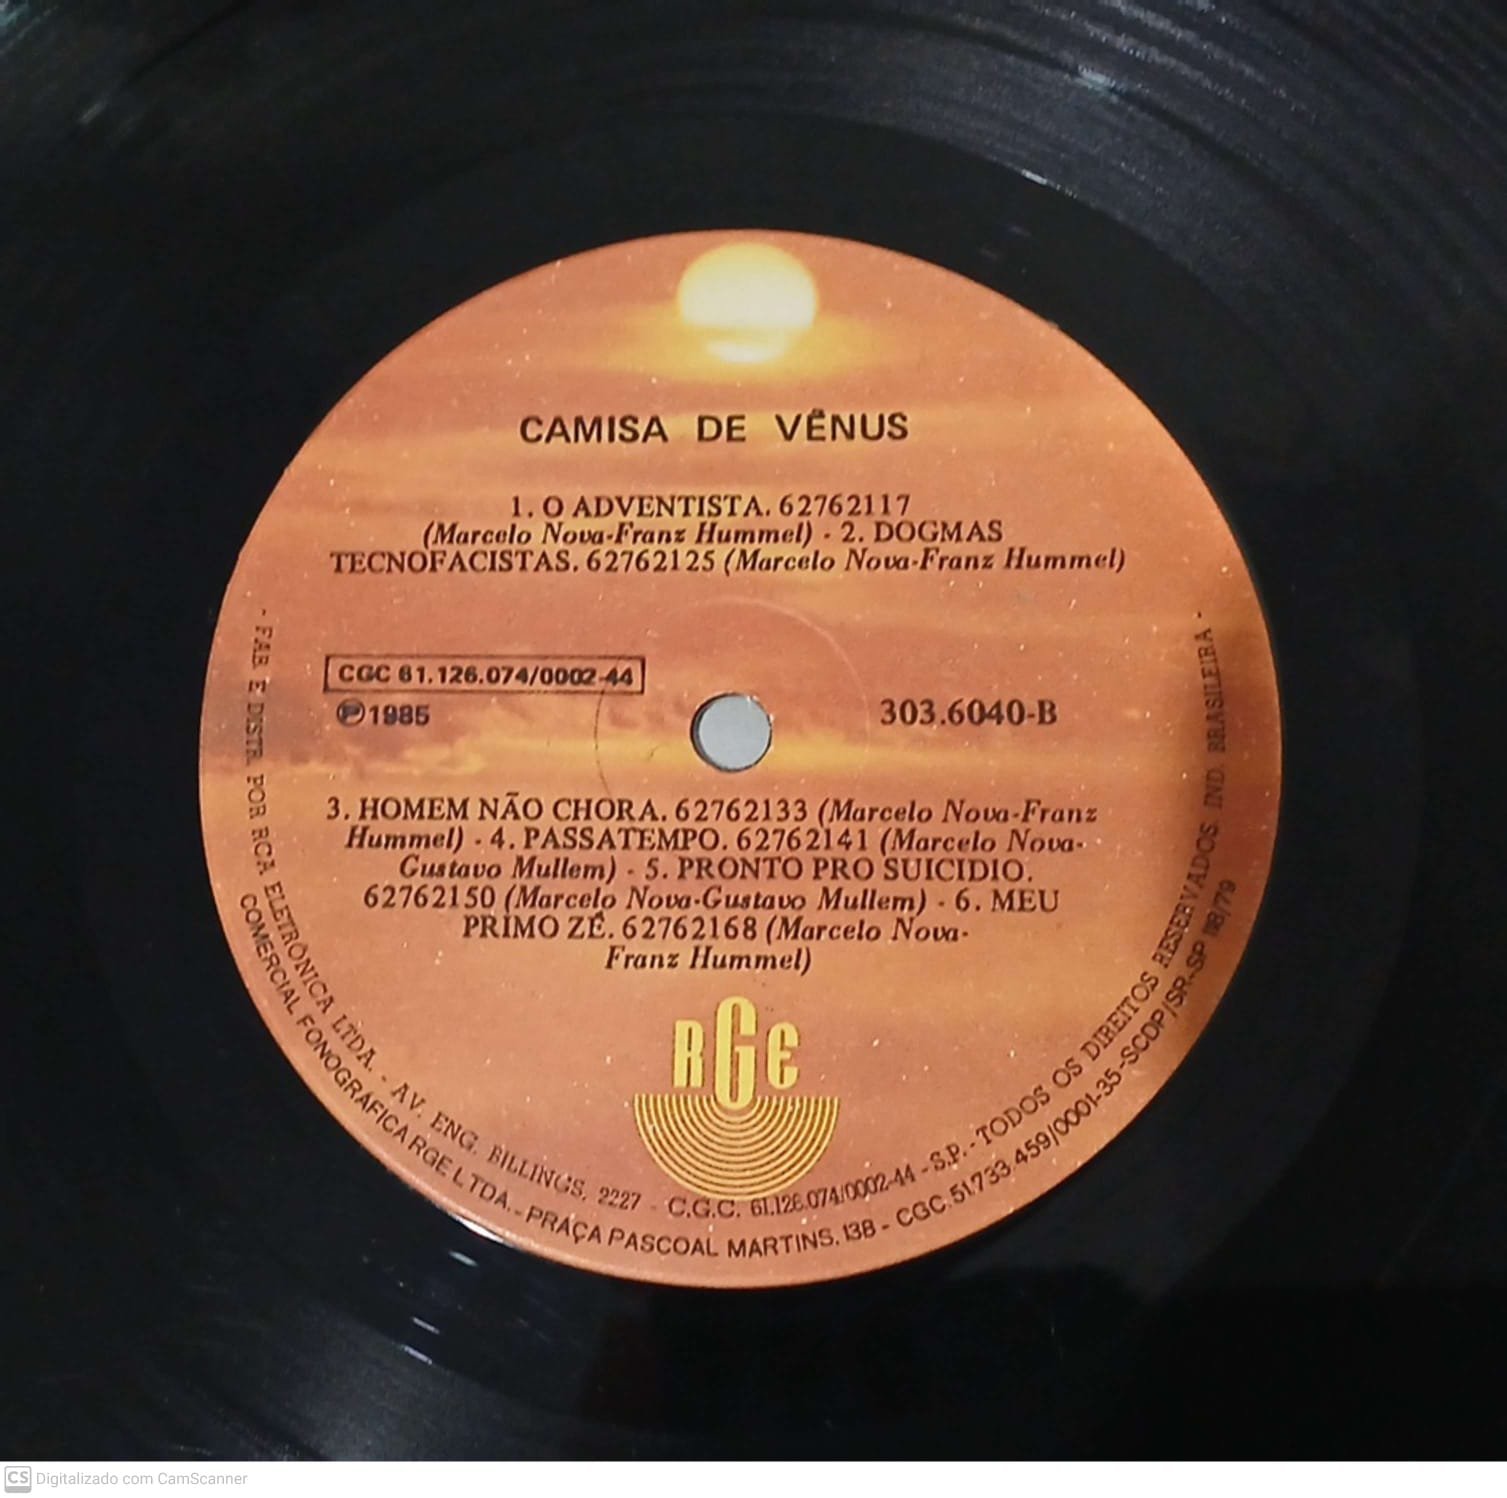 CAMISA DE VÊNUS
1. O ADVENTISTA. 62762117
(Marcelo Nova-Franz Hummel) - 2. DOGMAS
TECNOFACISTAS. 62762125 (Marcelo Nova-Franz Hummel)
CGC 61.126.074/0002-44
℗1985
303.6040-B
3. HOMEM NÃO CHORA. 62762133 (Marcelo Nova-Franz
Hummel) - 4. PASSATEMPO. 62762141 (Marcelo Nova-
Gustavo Mullem) - 5. PRONTO PRO SUICIDIO.
62762150 (Marcelo Nova-Gustavo Mullem) - 6. MEU
PRIMO ZÊ. 62762168 (Marcelo Nova-
Franz Hummel)
RGE
- FAB E DISTR. POR RCA ELETRÔNICA LTDA. - AV. ENG. BILLINGS, 2227 - C.G.C. 61.126.074/0002-44 - S.P. - TODOS OS DIREITOS RESERVADOS IND. BRASILEIRA -
COMERCIAL FONOGRÁFICA RGE LTDA. - PRAÇA PASCOAL MARTINS, 138 - CGC. 51.733.459/0001-35 - SCDP/SR-SP 118/79
CS Digitalizado com CamScanner